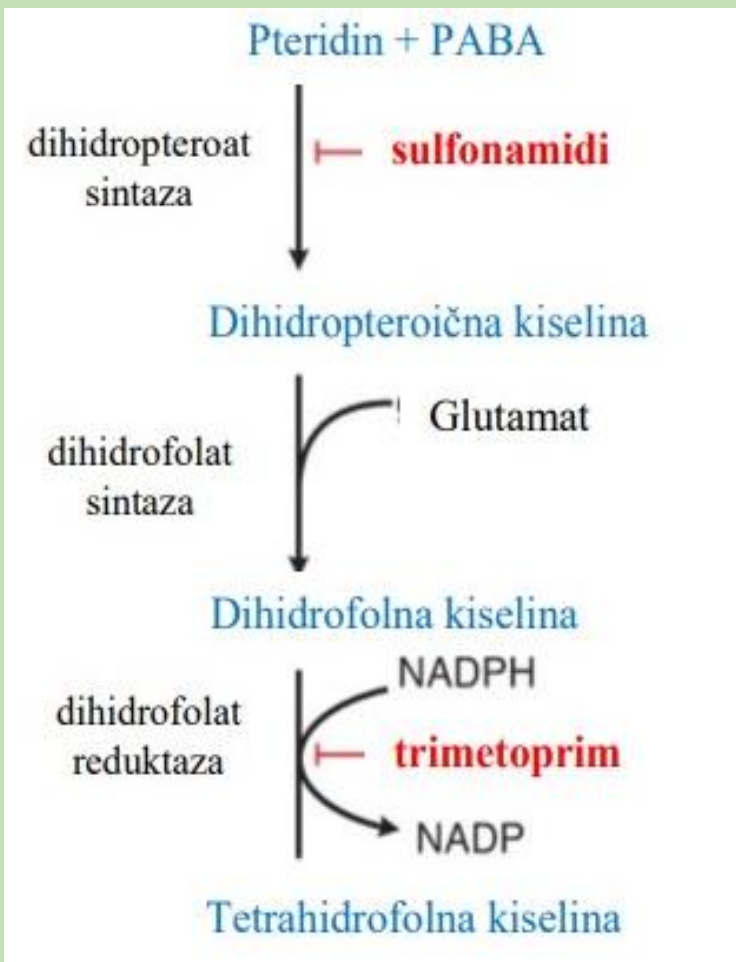 Pteridin + PABA
dihidropteroat
sintaza
sulfonamidi
Dihidropteroična kiselina
dihidrofolat
sintaza
Glutamat
Dihidrofolna kiselina
NADPH
dihidrofolat
reduktaza
trimetoprim
NADP
Tetrahidrofolna kiselina